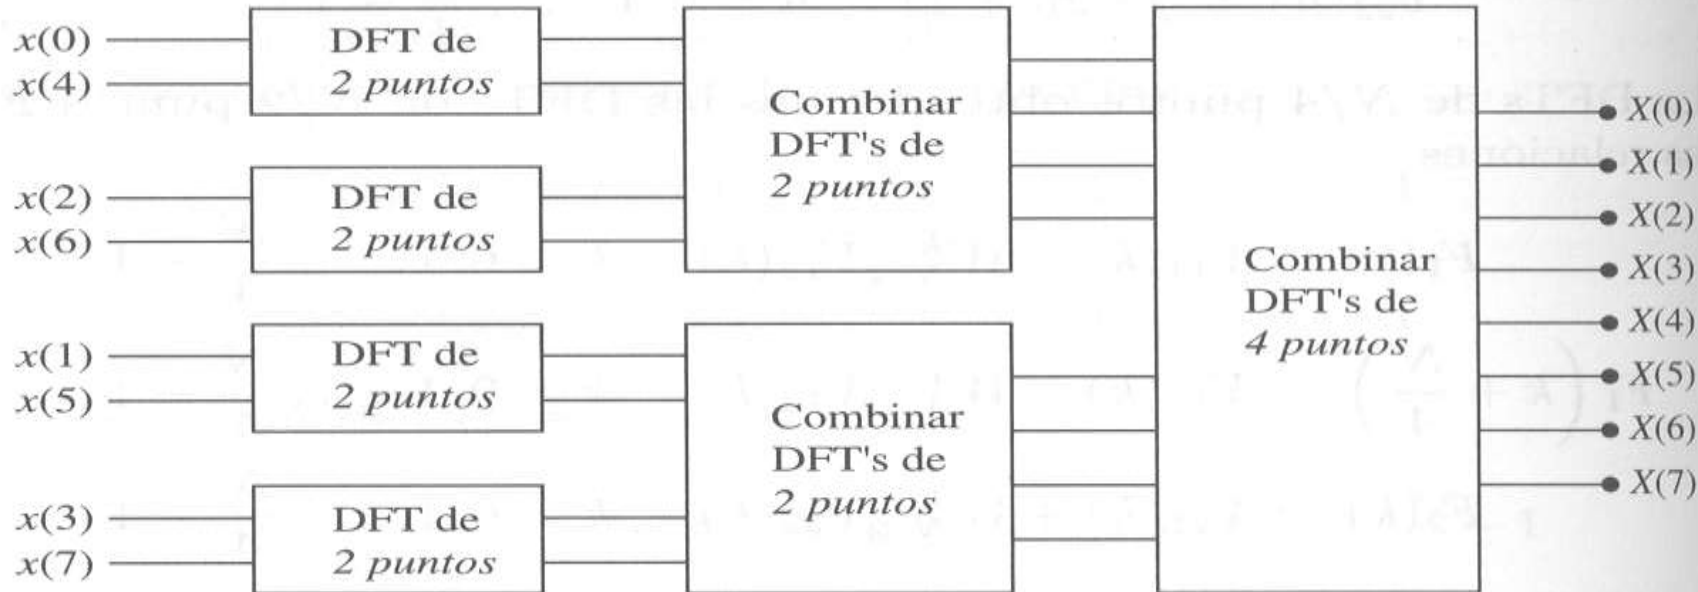 x(0)
x(4)
DFT de
2 puntos
x(2)
x(6)
DFT de
2 puntos
x(1)
x(5)
DFT de
2 puntos
x(3)
x(7)
DFT de
2 puntos
Combinar
DFT's de
2 puntos
Combinar
DFT's de
2 puntos
Combinar
DFT's de
4 puntos
X(0)
X(1)
X(2)
X(3)
X(4)
X(5)
X(6)
X(7)